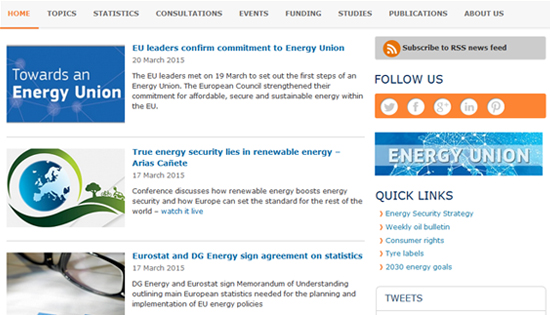 HOME TOPICS STATISTICS CONSULTATIONS EVENTS FUNDING STUDIES PUBLICATIONS ABOUT US
Towards an
Energy Union
EU leaders confirm commitment to Energy Union
20 March 2015
The EU leaders met on 19 March to set out the first steps of an
Energy Union. The European Council strengthened their
commitment for affordable, secure and sustainable energy within
the EU.
True energy security lies in renewable energy –
Arias Cañete
17 March 2015
Conference discusses how renewable energy boosts energy
security and how Europe can set the standard for the rest of the
world – watch it live
Eurostat and DG Energy sign agreement on statistics
17 March 2015
DG Energy and Eurostat sign Memorandum of Understanding
outlining main European statistics needed for the planning and
implementation of EU energy policies
Subscribe to RSS news feed
FOLLOW US
ENERGY UNION
QUICK LINKS
Energy Security Strategy
Weekly oil bulletin
Consumer rights
Tyre labels
2030 energy goals
TWEETS